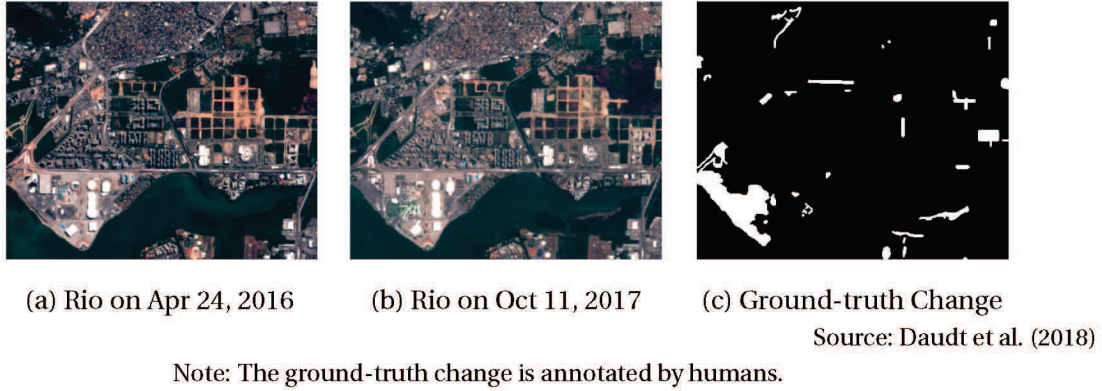 (a) Rio on Apr 24, 2016
(b) Rio on Oct 11, 2017
(c) Ground-truth Change
Source: Daudt et al. (2018)
Note: The ground-truth change is annotated by humans.